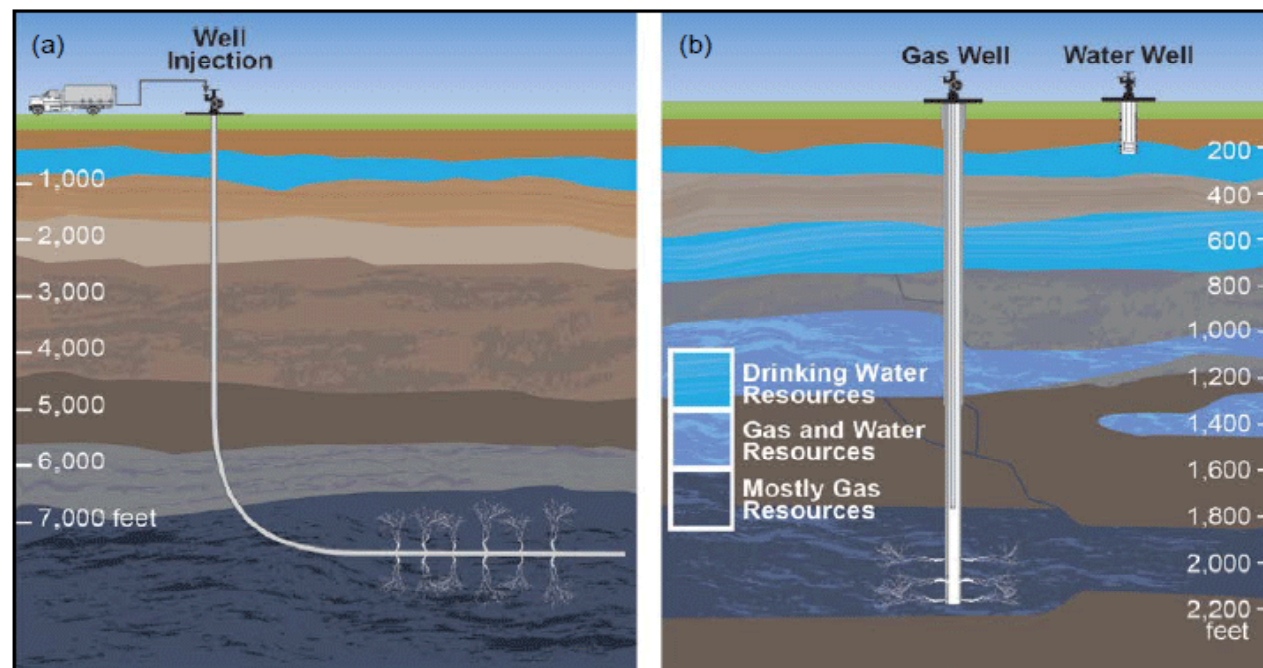 (a)
Well
Injection
1,000
2,000
3,000
4,000
5,000
6,000
7,000 feet
(b)
Gas Well
Water Well
200
400
600
800
1,000
1,200
1,400
1,600
1,800
2,000
2,200
feet
Drinking Water
Resources
Gas and Water
Resources
Mostly Gas
Resources